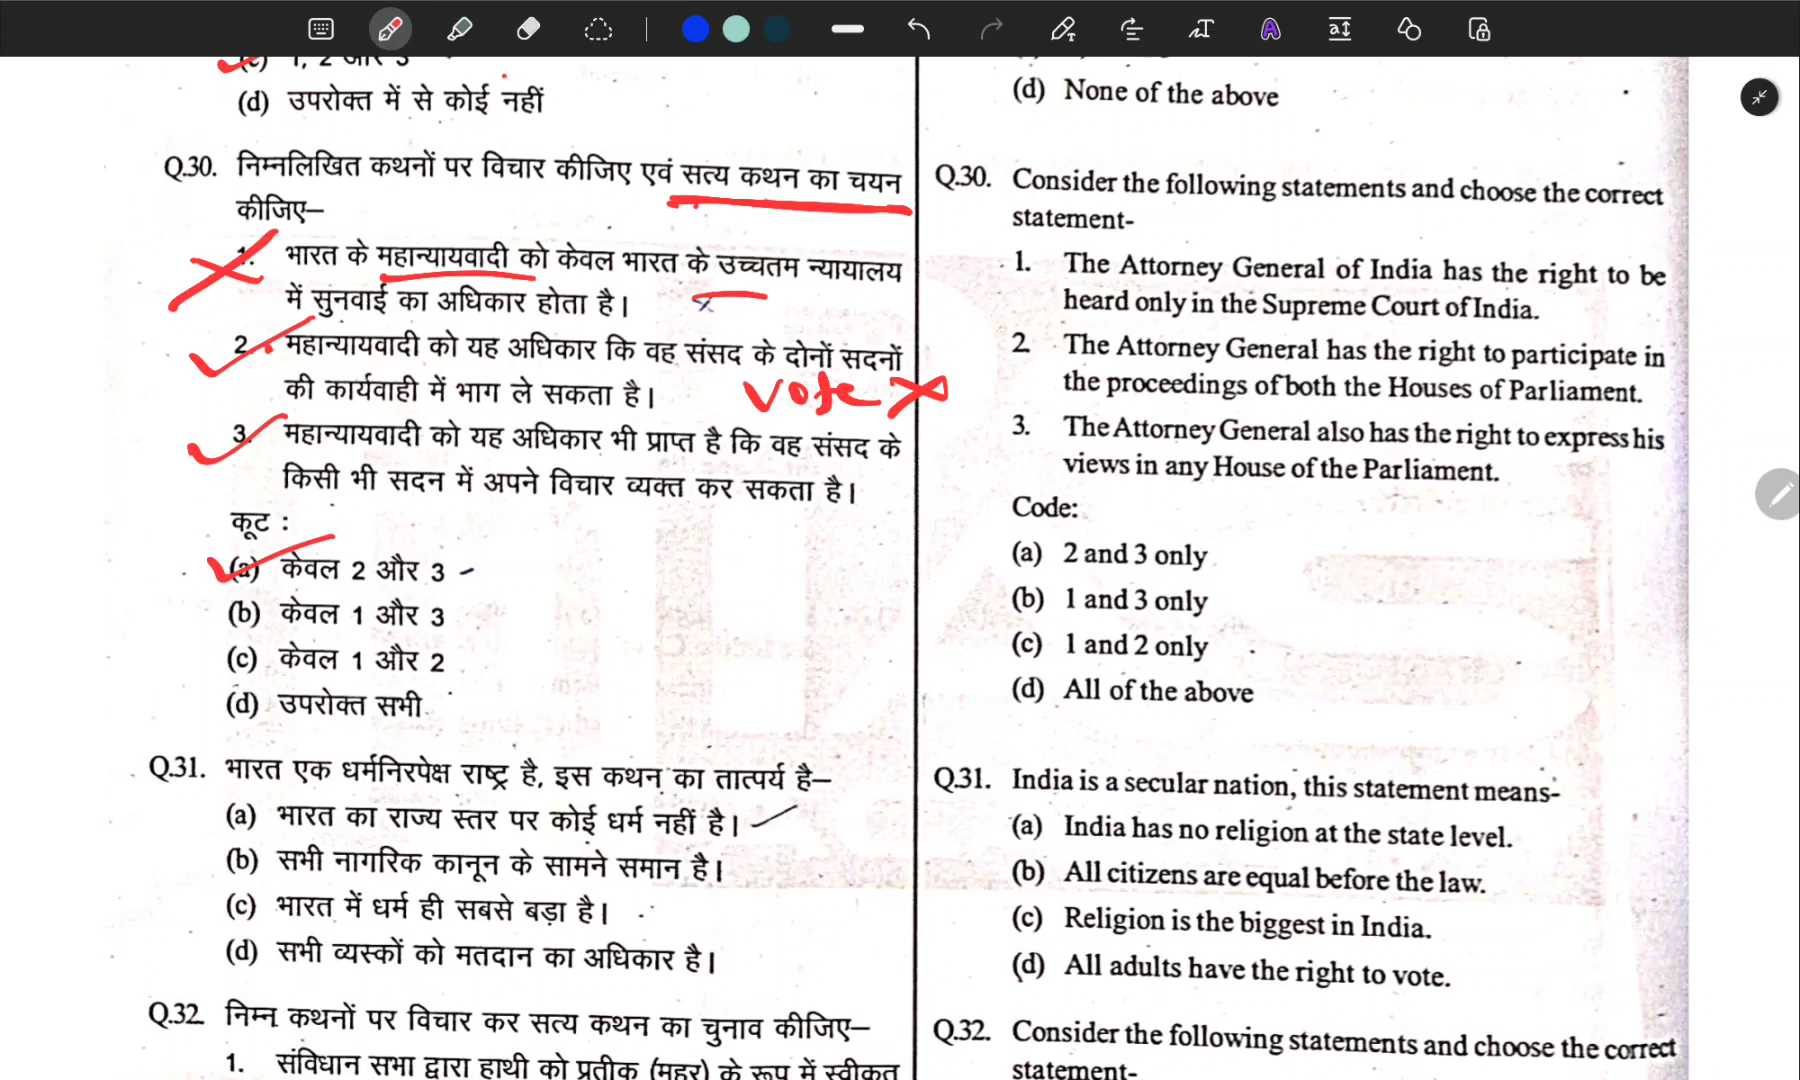 (c) 1, 2 और 3
(d) उपरोक्त में से कोई नहीं
Q.30. निम्नलिखित कथनों पर विचार कीजिए एवं सत्य कथन का चयन
कीजिए–
1. भारत के महान्यायवादी को केवल भारत के उच्चतम न्यायालय
में सुनवाई का अधिकार होता है।
2. महान्यायवादी को यह अधिकार कि वह संसद के दोनों सदनों
की कार्यवाही में भाग ले सकता है।
vote
3. महान्यायवादी को यह अधिकार भी प्राप्त है कि वह संसद के
किसी भी सदन में अपने विचार व्यक्त कर सकता है।
कूट :
(a) केवल 2 और 3
(b) केवल 1 और 3
(c) केवल 1 और 2
(d) उपरोक्त सभी
Q.31. भारत एक धर्मनिरपेक्ष राष्ट्र है, इस कथन का तात्पर्य है–
(a) भारत का राज्य स्तर पर कोई धर्म नहीं है।
(b) सभी नागरिक कानून के सामने समान है।
(c) भारत में धर्म ही सबसे बड़ा है।
(d) सभी व्यस्कों को मतदान का अधिकार है।
Q.32 निम्न कथनों पर विचार कर सत्य कथन का चुनाव कीजिए–
1. संविधान सभा द्वारा हाथी को प्रतीक (मुहर) के रूप में स्वीकृत
(d) None of the above
Q.30. Consider the following statements and choose the correct
statement-
1. The Attorney General of India has the right to be
heard only in the Supreme Court of India.
2 The Attorney General has the right to participate in
the proceedings of both the Houses of Parliament.
3. The Attorney General also has the right to express his
views in any House of the Parliament.
Code:
(a) 2 and 3 only
(b) 1 and 3 only
(c) 1 and 2 only
(d) All of the above
Q.31. India is a secular nation, this statement means-
(a) India has no religion at the state level.
(b) All citizens are equal before the law.
(c) Religion is the biggest in India.
(d) All adults have the right to vote.
Q.32. Consider the following statements and choose the correct
statement-